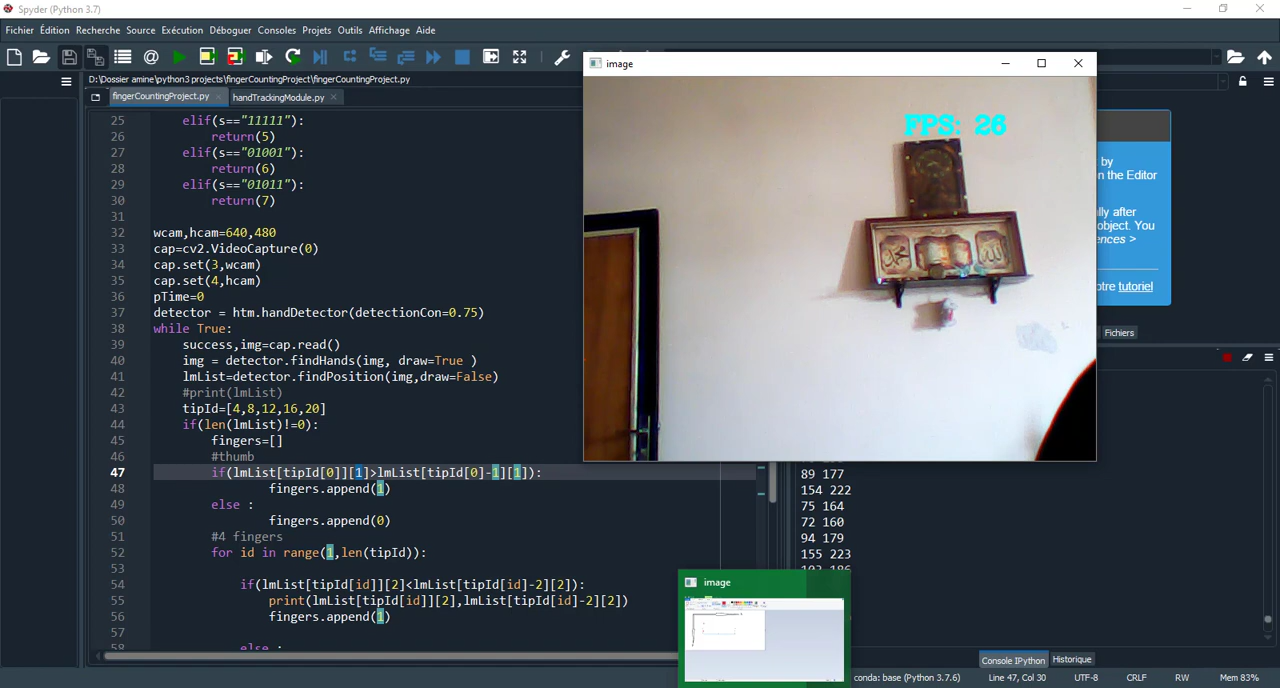 Spyder (Python 3.7)
Fichier Édition Recherche Source Exécution Déboguer Consoles Projets Outils Affichage Aide
D:\Dossier amine\python3 projects\fingerCountingProject\fingerCountingProject.py
fingerCountingProject.py handTrackingModule.py
25 elif(s=="11111"):
26 return(5)
27 elif(s=="01001"):
28 return(6)
29 elif(s=="01011"):
30 return(7)
31
32 wcam,hcam=640,480
33 cap=cv2.VideoCapture(0)
34 cap.set(3,wcam)
35 cap.set(4,hcam)
36 pTime=0
37 detector = htm.handDetector(detectionCon=0.75)
38 while True:
39 success,img=cap.read()
40 img = detector.findHands(img, draw=True )
41 lmList=detector.findPosition(img,draw=False)
42 #print(lmList)
43 tipId=[4,8,12,16,20]
44 if(len(lmList)!=0):
45 fingers=[]
46 #thumb
47 if(lmList[tipId[0]][1]>lmList[tipId[0]-1][1]):
48 fingers.append(1)
49 else :
50 fingers.append(0)
51 #4 fingers
52 for id in range(1,len(tipId)):
53
54 if(lmList[tipId[id]][2]<lmList[tipId[id]-2][2]):
55 print(lmList[tipId[id]][2],lmList[tipId[id]-2][2])
56 fingers.append(1)
57
58 else :
image
FPS: 26
by
n the Editor
lly after
object. You
ences >
otre tutoriel
Fichiers
89 177
154 222
75 164
72 160
94 179
155 223
image
Console IPython Historique
conda: base (Python 3.7.6) Line 47, Col 30 UTF-8 CRLF RW Mem 83%